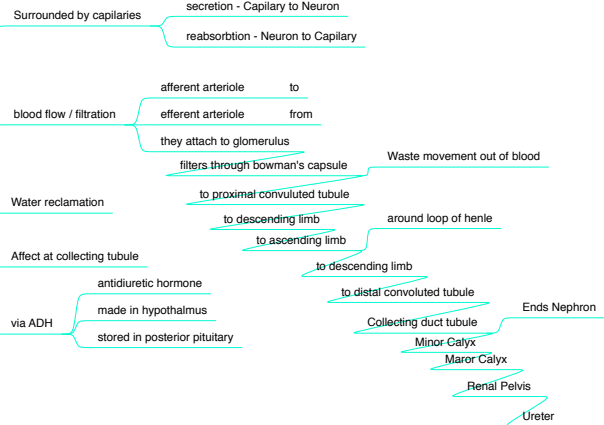 Surrounded by capilaries
secretion - Capilary to Neuron
reabsorbtion - Neuron to Capilary
blood flow / filtration
afferent arteriole to
efferent arteriole from
they attach to glomerulus
filters through bowman's capsule
Waste movement out of blood
to proximal convuluted tubule
to descending limb
to ascending limb
around loop of henle
to descending limb
to distal convoluted tubule
Collecting duct tubule
Ends Nephron
Minor Calyx
Maror Calyx
Renal Pelvis
Ureter
Water reclamation
Affect at collecting tubule
via ADH
antidiuretic hormone
made in hypothalmus
stored in posterior pituitary